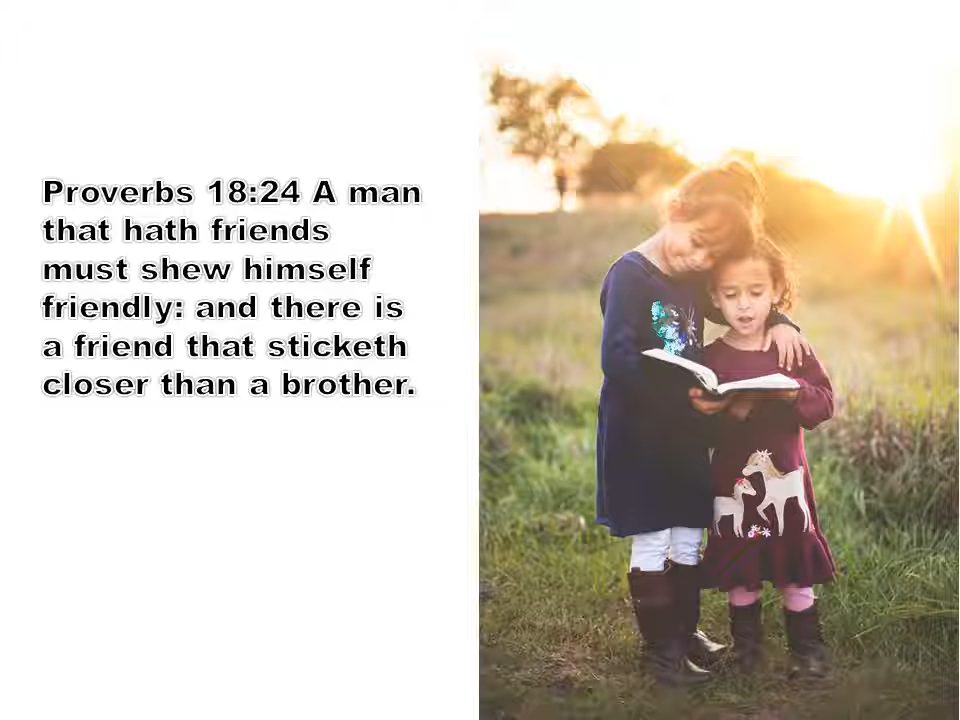 Proverbs 18:24 A man
that hath friends
must shew himself
friendly: and there is
a friend that sticketh
closer than a brother.